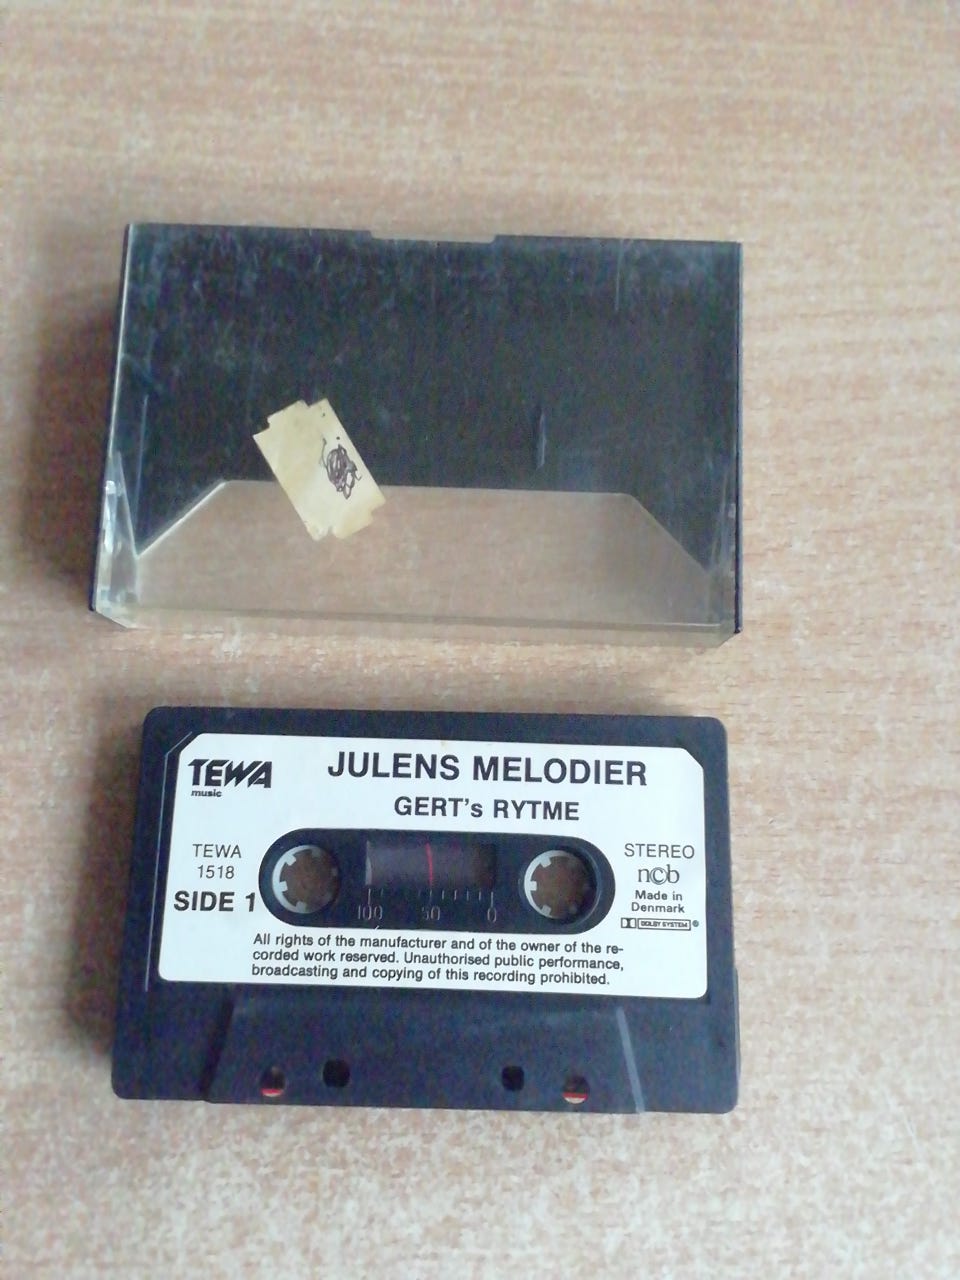 TEWA
music
JULENS MELODIER
GERT's RYTME
TEWA
1518
SIDE 1
STEREO
ncb
Made in
Denmark
DOLBY SYSTEM ®
100 50 0
All rights of the manufacturer and of the owner of the re-
corded work reserved. Unauthorised public performance,
broadcasting and copying of this recording prohibited.